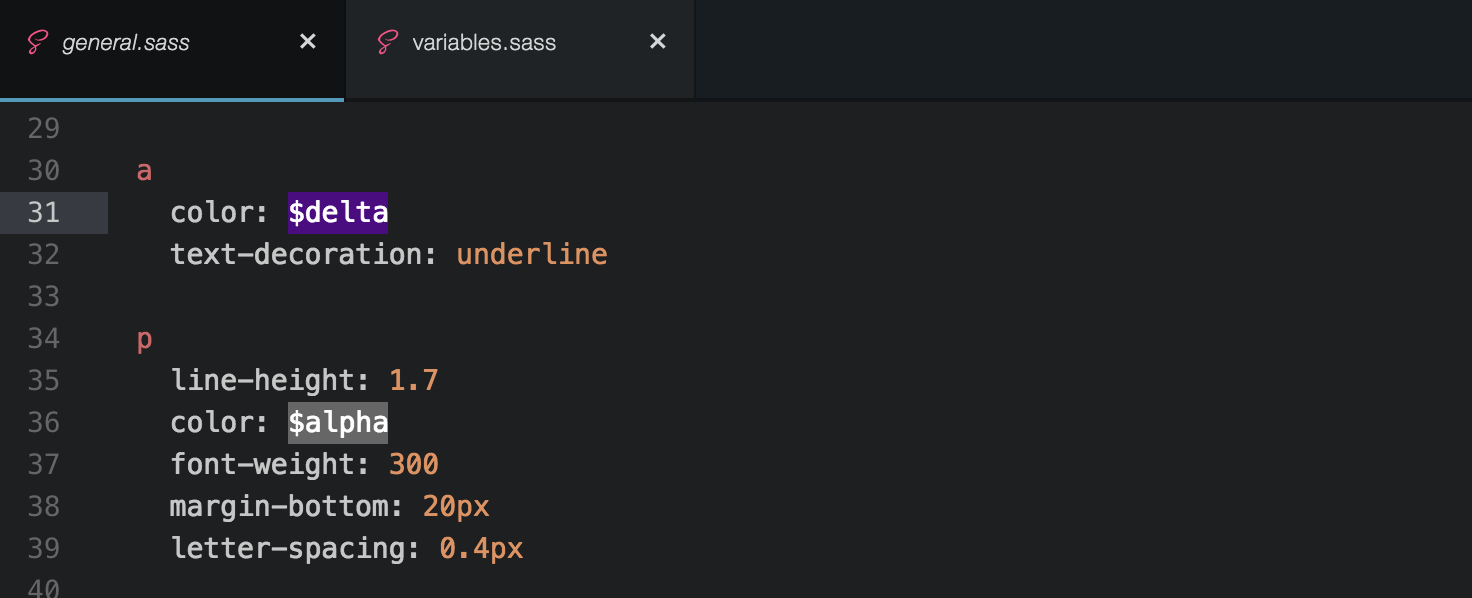 general.sass × variables.sass ×
29
30 a
31 color: $delta
32 text-decoration: underline
33
34 p
35 line-height: 1.7
36 color: $alpha
37 font-weight: 300
38 margin-bottom: 20px
39 letter-spacing: 0.4px
40